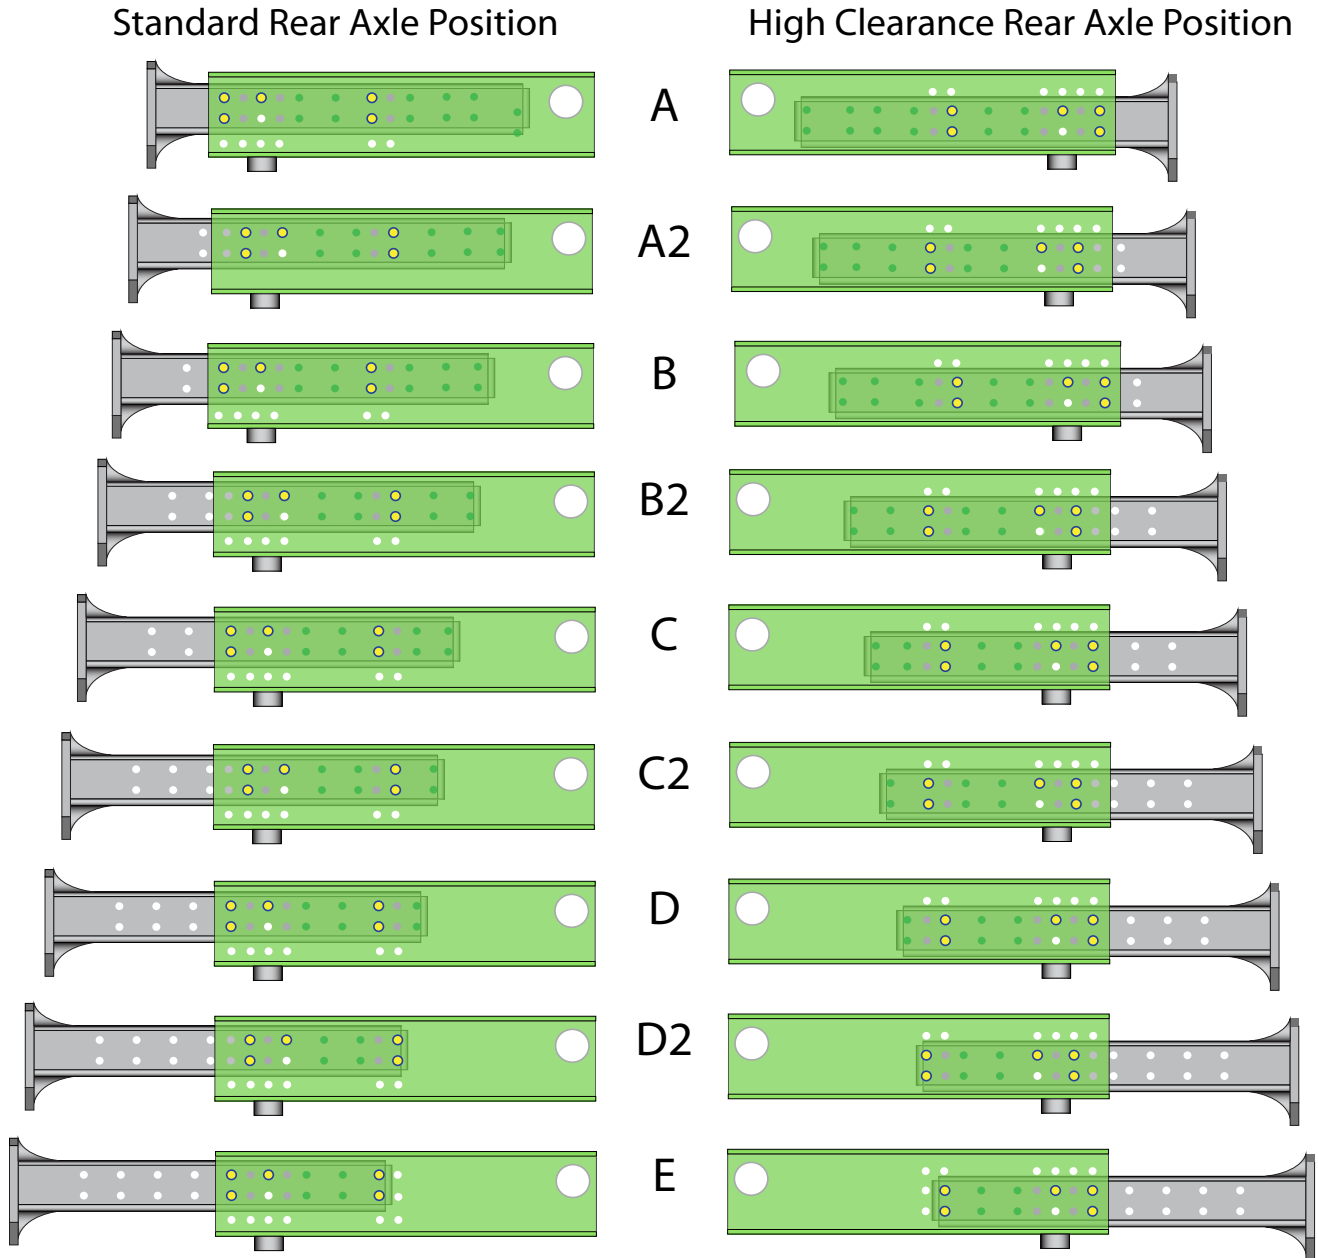 Standard Rear Axle Position
High Clearance Rear Axle Position
A
A2
B
B2
C
C2
D
D2
E